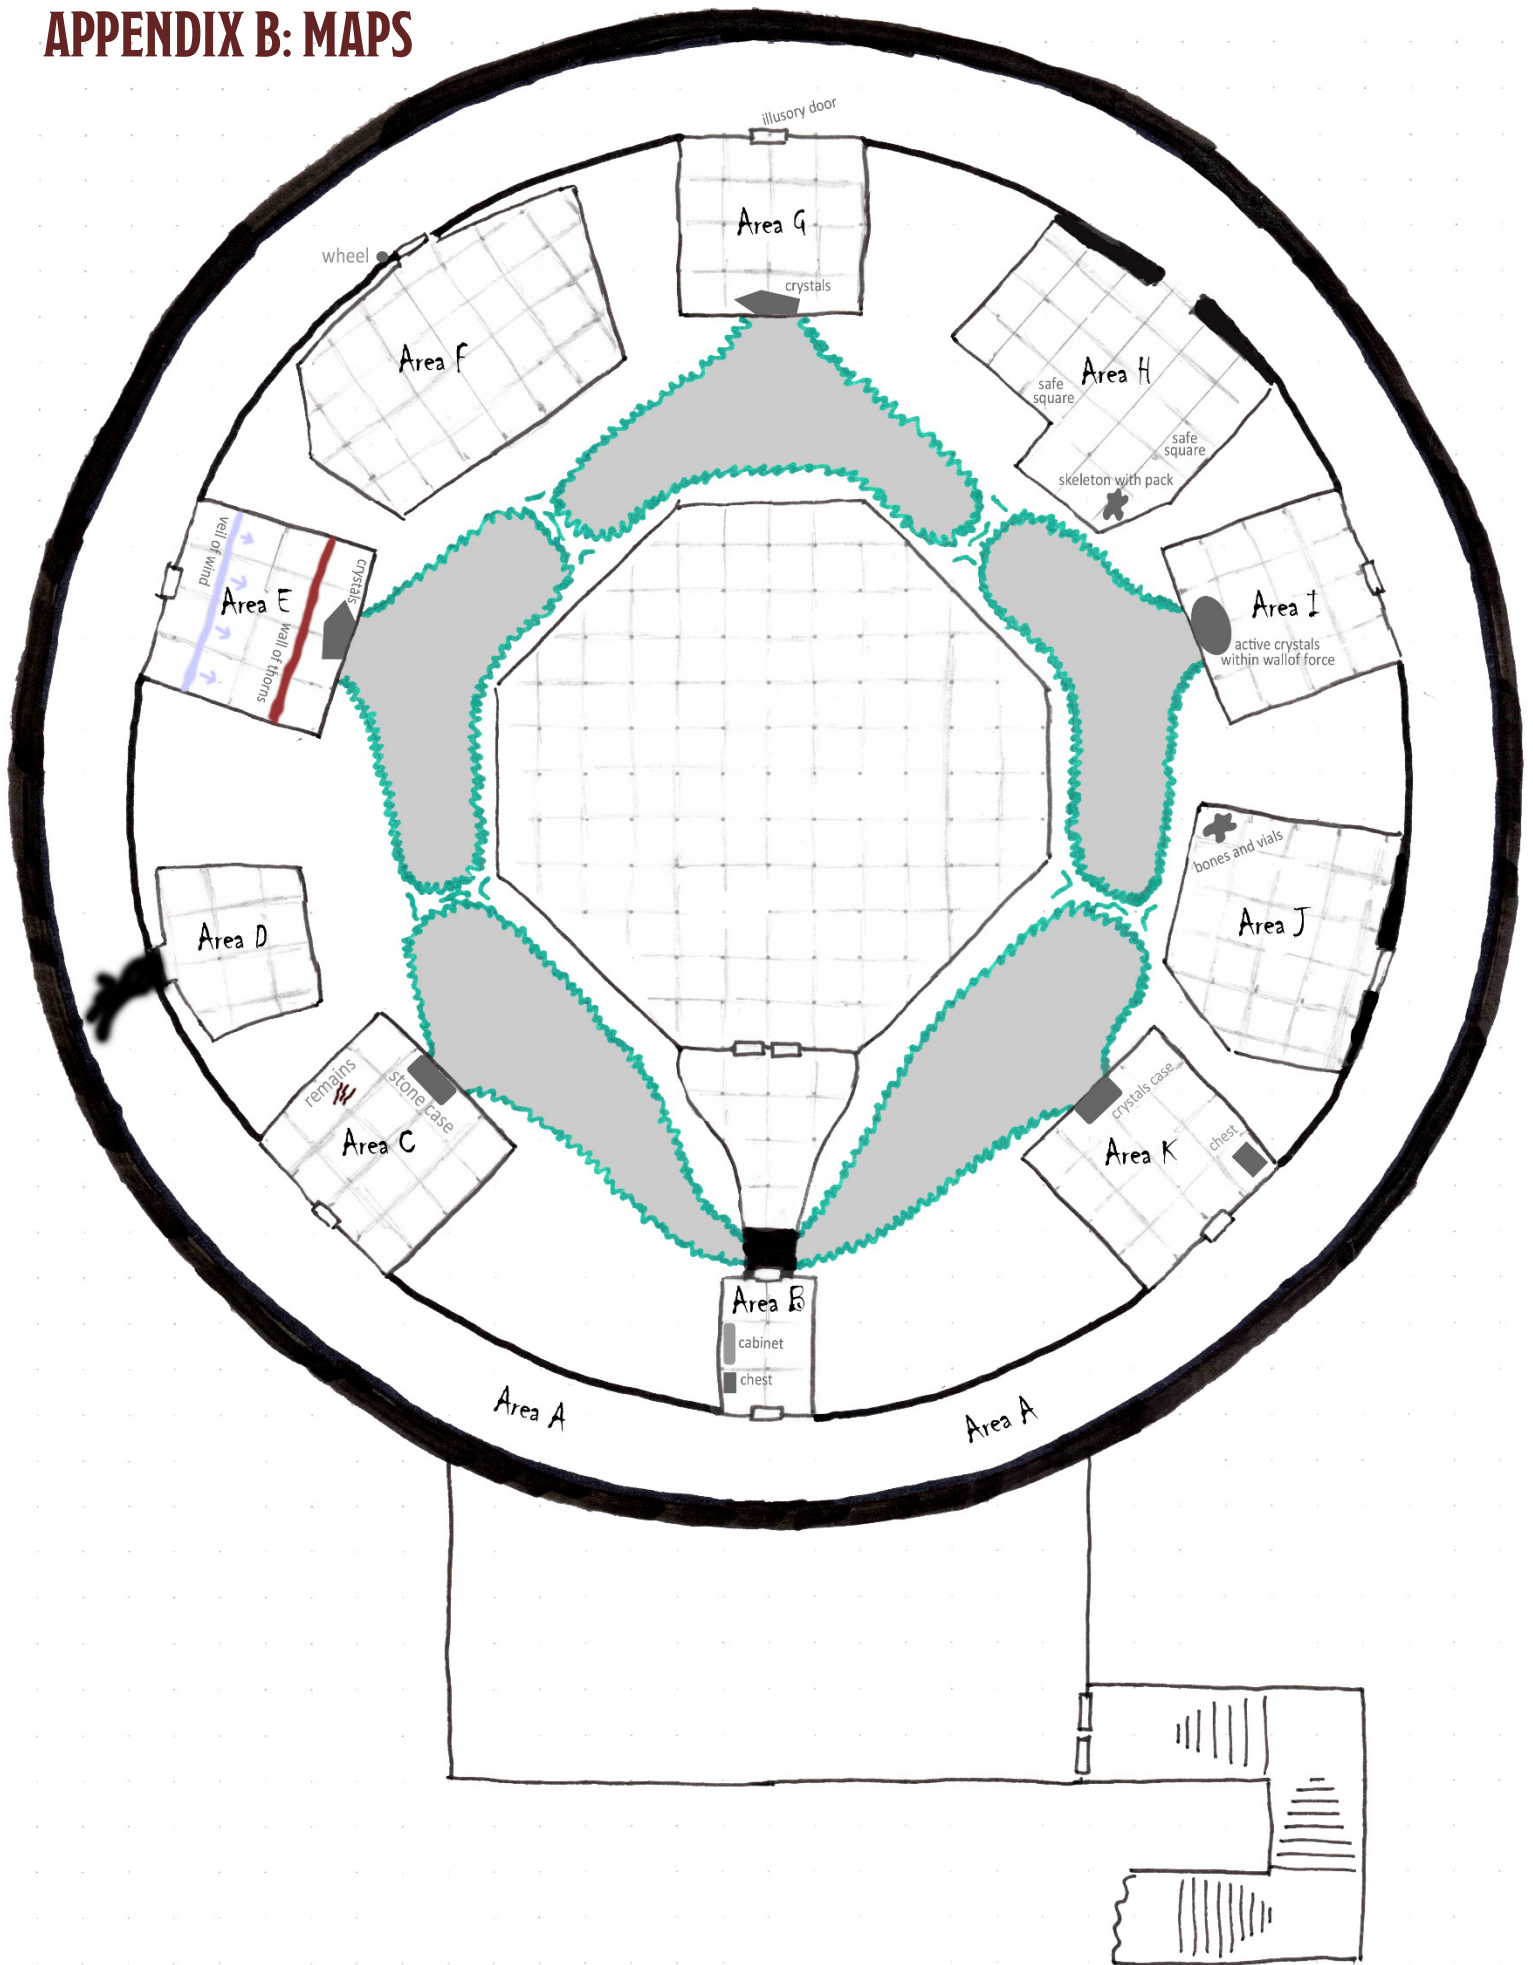 APPENDIX B: MAPS
illusory door
Area G
crystals
wheel
Area F
Area H
safe
square
safe
square
skeleton with pack
veil of wind
Area E
wall of thorns
crystals
Area I
active crystals
within wallof force
bones and vials
Area J
Area D
remains
stone case
Area C
crystals case
chest
Area K
Area B
cabinet
chest
Area A
Area A